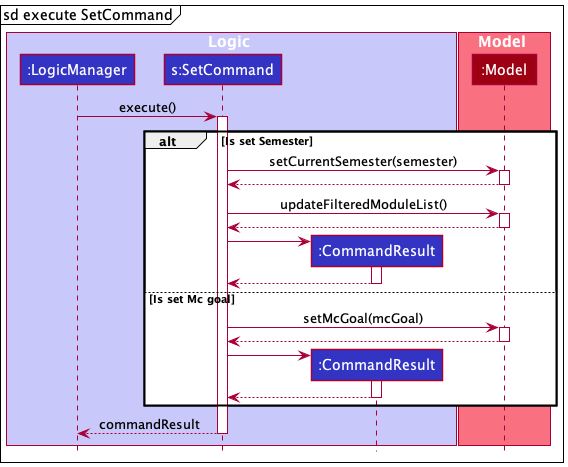 sd execute SetCommand
Logic
Model
:LogicManager
s:SetCommand
:Model
execute()
alt
[Is set Semester]
setCurrentSemester(semester)
updateFilteredModuleList()
:CommandResult
[Is set Mc goal]
setMcGoal(mcGoal)
:CommandResult
commandResult